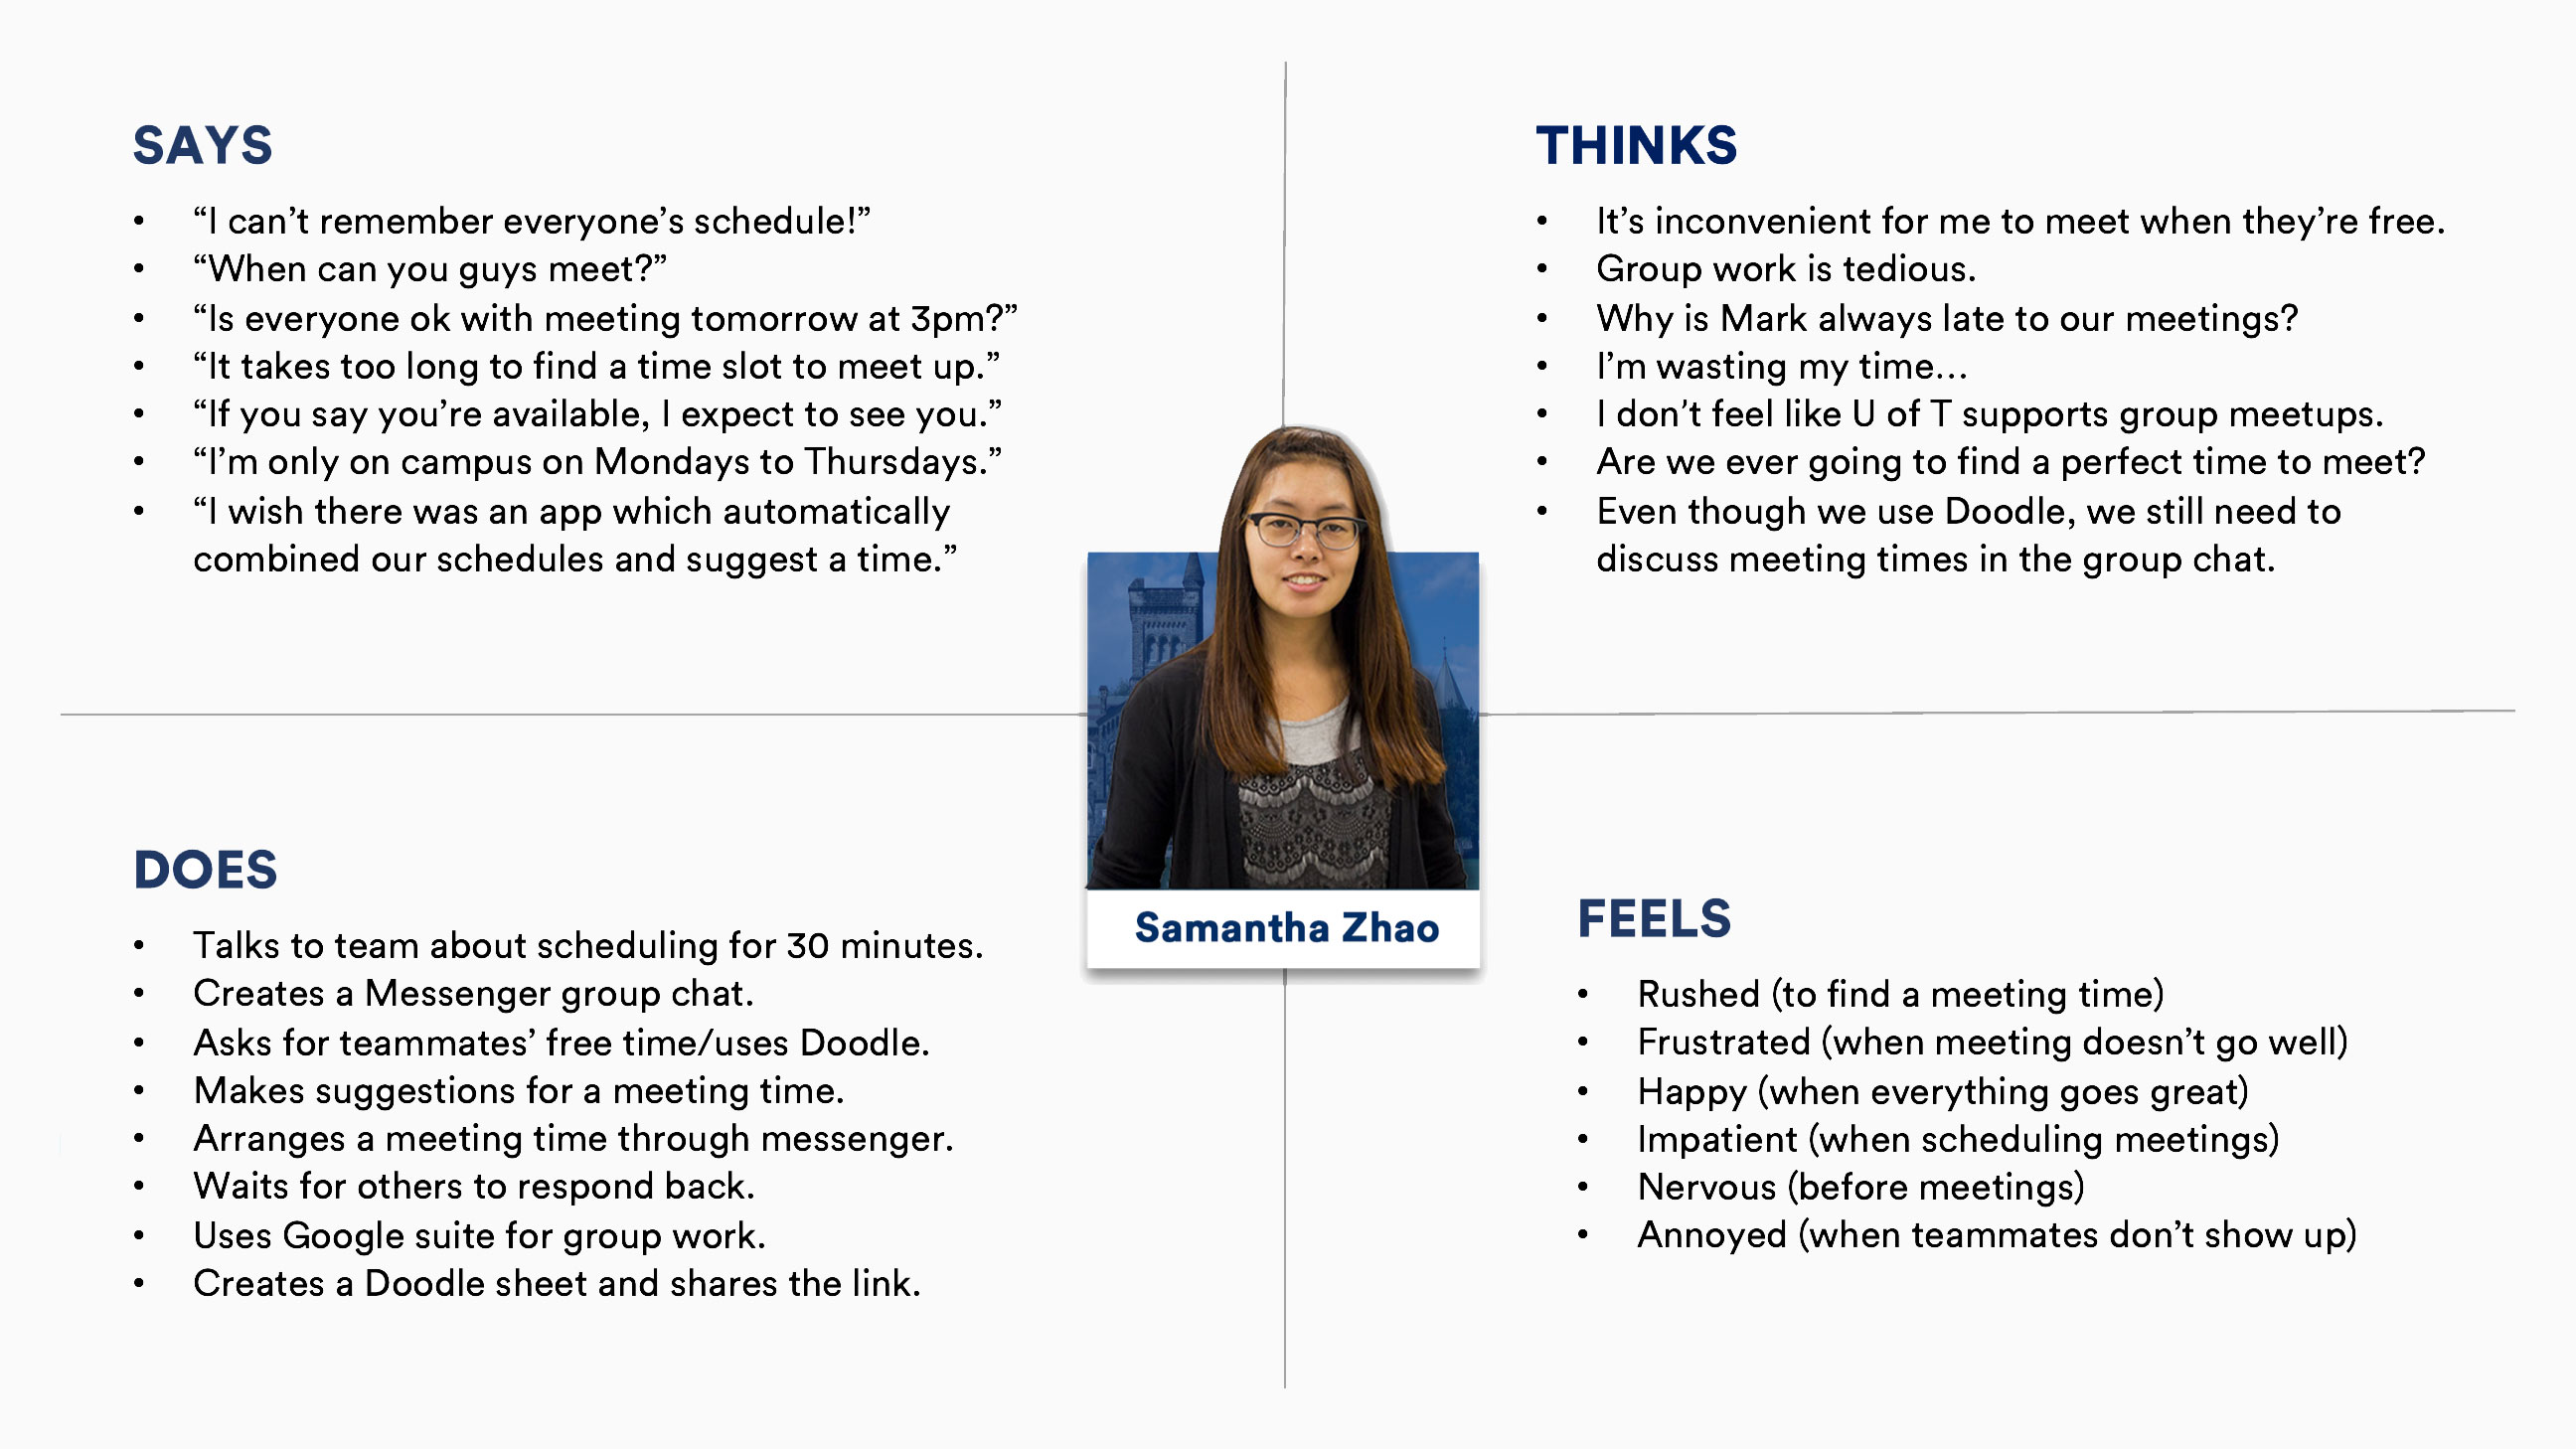 SAYS
• “I can’t remember everyone’s schedule!”
• “When can you guys meet?”
• “Is everyone ok with meeting tomorrow at 3pm?”
• “It takes too long to find a time slot to meet up.”
• “If you say you’re available, I expect to see you.”
• “I’m only on campus on Mondays to Thursdays.”
• “I wish there was an app which automatically
combined our schedules and suggest a time.”
THINKS
• It’s inconvenient for me to meet when they’re free.
• Group work is tedious.
• Why is Mark always late to our meetings?
• I’m wasting my time…
• I don’t feel like U of T supports group meetups.
• Are we ever going to find a perfect time to meet?
• Even though we use Doodle, we still need to
discuss meeting times in the group chat.
Samantha Zhao
DOES
• Talks to team about scheduling for 30 minutes.
• Creates a Messenger group chat.
• Asks for teammates’ free time/uses Doodle.
• Makes suggestions for a meeting time.
• Arranges a meeting time through messenger.
• Waits for others to respond back.
• Uses Google suite for group work.
• Creates a Doodle sheet and shares the link.
FEELS
• Rushed (to find a meeting time)
• Frustrated (when meeting doesn’t go well)
• Happy (when everything goes great)
• Impatient (when scheduling meetings)
• Nervous (before meetings)
• Annoyed (when teammates don’t show up)